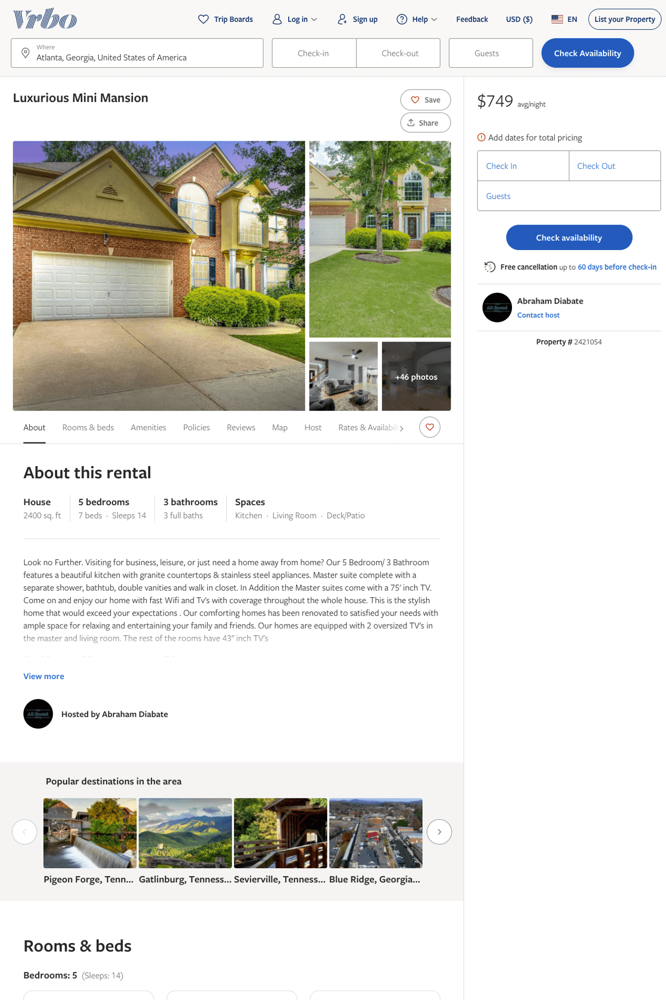 Vrbo
Trip Boards
Log in
Sign up
Help
Feedback
USD ($)
EN
List your Property
Where
Atlanta, Georgia, United States of America
Check-in
Check-out
Guests
Check Availability
Luxurious Mini Mansion
Save
Share
$749 avg/night
Add dates for total pricing
Check In
Check Out
Guests
Check availability
Free cancellation up to 60 days before check-in
Abraham Diabate
Contact host
Property # 2421054
+46 photos
About
Rooms & beds
Amenities
Policies
Reviews
Map
Host
Rates & Availabili
About this rental
House
2400 sq. ft
5 bedrooms
7 beds · Sleeps 14
3 bathrooms
3 full baths
Spaces
Kitchen · Living Room · Deck/Patio
Look no Further. Visiting for business, leisure, or just need a home away from home? Our 5 Bedroom/ 3 Bathroom
features a beautiful kitchen with granite countertops & stainless steel appliances. Master suite complete with a
separate shower, bathtub, double vanities and walk in closet. In Addition the Master suites come with a 75' inch TV.
Come on and enjoy our home with fast Wifi and Tv's with coverage throughout the whole house. This is the stylish
home that would exceed your expectations . Our comforting homes has been renovated to satisfied your needs with
ample space for relaxing and entertaining your family and friends. Our homes are equipped with 2 oversized TV's in
the master and living room. The rest of the rooms have 43" inch TV's
View more
Hosted by Abraham Diabate
Popular destinations in the area
Pigeon Forge, Tenn...
Gatlinburg, Tenness...
Sevierville, Tenness...
Blue Ridge, Georgia...
Rooms & beds
Bedrooms: 5 (Sleeps: 14)